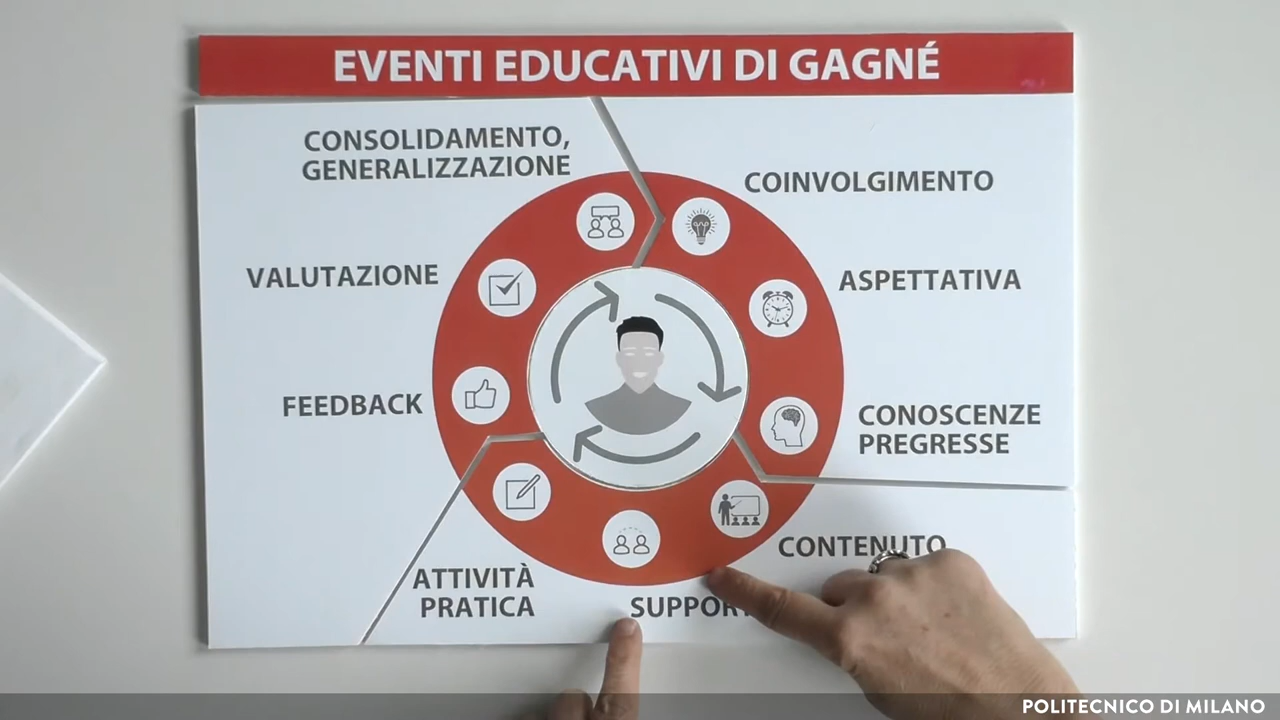 EVENTI EDUCATIVI DI GAGNÉ
CONSOLIDAMENTO,
GENERALIZZAZIONE
COINVOLGIMENTO
VALUTAZIONE
ASPETTATIVA
FEEDBACK
CONOSCENZE
PREGRESSE
CONTENUTO
ATTIVITÀ
PRATICA
POLITECNICO DI MILANO